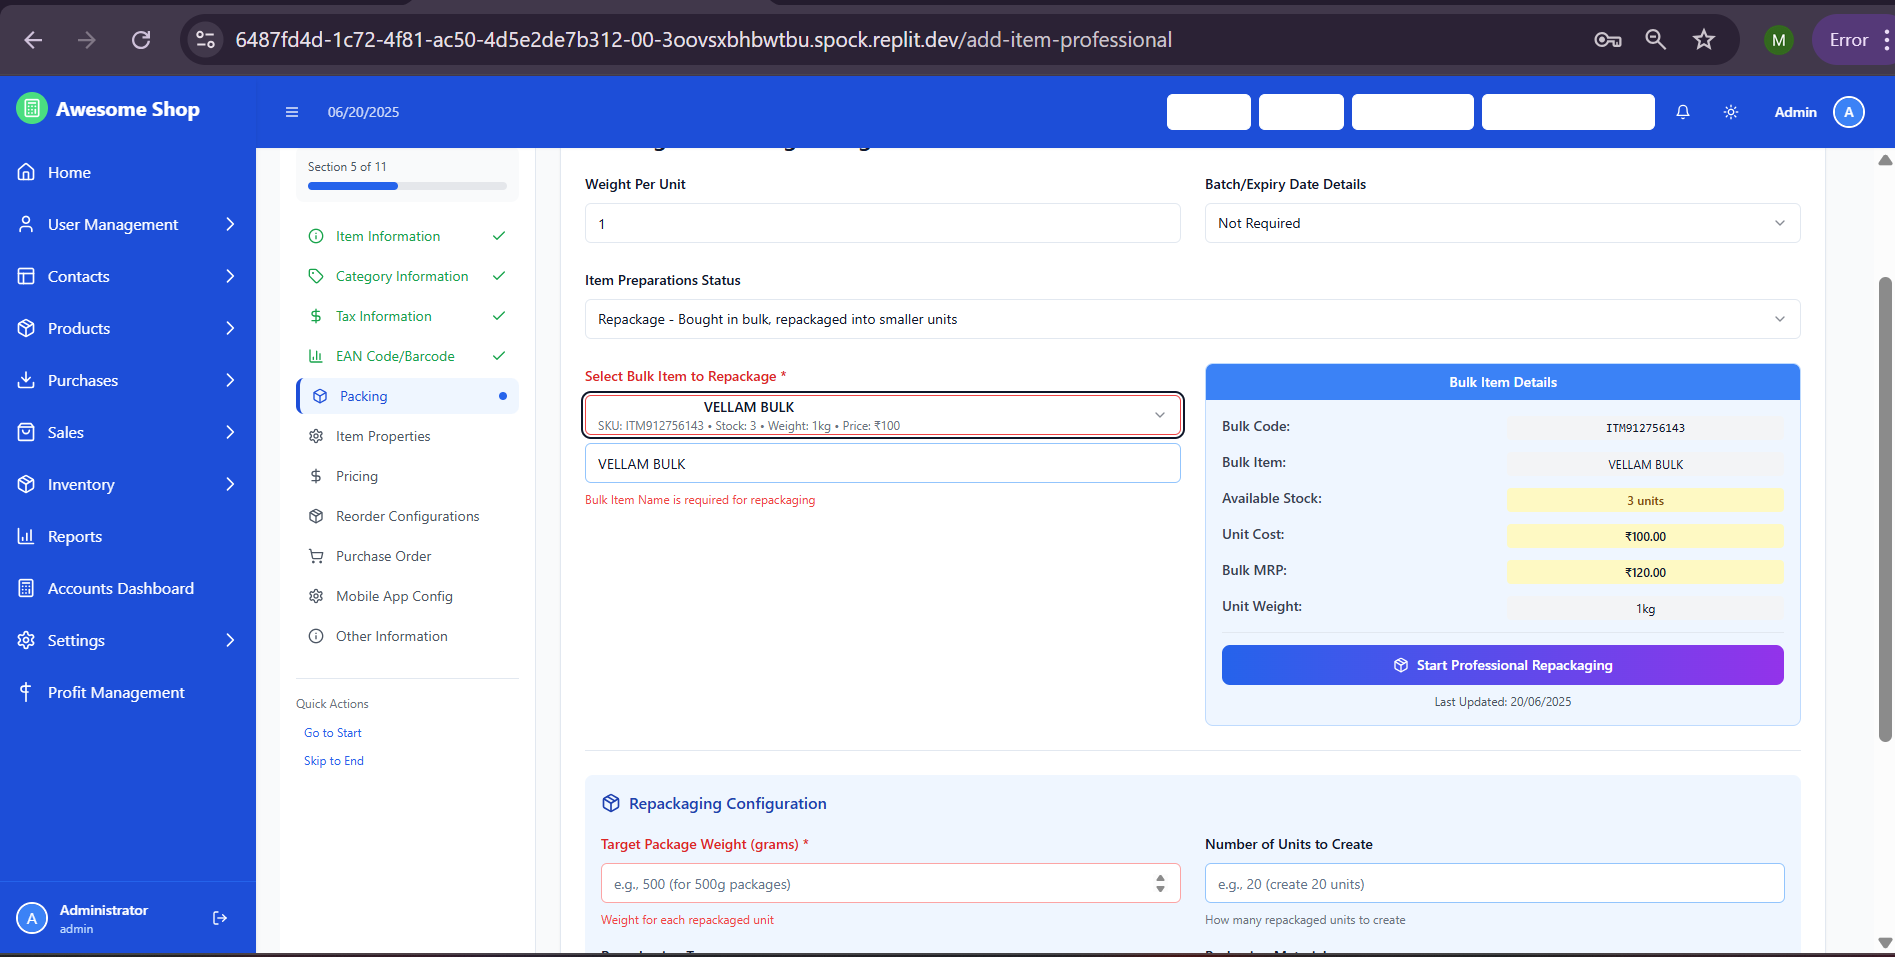 6487fd4d-1c72-4f81-ac50-4d5e2de7b312-00-3oovsxbhbwtbu.spock.replit.dev/add-item-professional
M
Error
Awesome Shop
06/20/2025
Admin
A
Home
User Management
Contacts
Products
Purchases
Sales
Inventory
Reports
Accounts Dashboard
Settings
Profit Management
A
Administrator
admin
Section 5 of 11
Item Information
Category Information
Tax Information
EAN Code/Barcode
Packing
Item Properties
Pricing
Reorder Configurations
Purchase Order
Mobile App Config
Other Information
Quick Actions
Go to Start
Skip to End
Weight Per Unit
1
Batch/Expiry Date Details
Not Required
Item Preparations Status
Repackage - Bought in bulk, repackaged into smaller units
Select Bulk Item to Repackage *
VELLAM BULK
SKU: ITM912756143 • Stock: 3 • Weight: 1kg • Price: ₹100
VELLAM BULK
Bulk Item Name is required for repackaging
Bulk Item Details
Bulk Code: ITM912756143
Bulk Item: VELLAM BULK
Available Stock: 3 units
Unit Cost: ₹100.00
Bulk MRP: ₹120.00
Unit Weight: 1kg
Start Professional Repackaging
Last Updated: 20/06/2025
Repackaging Configuration
Target Package Weight (grams) *
e.g., 500 (for 500g packages)
Weight for each repackaged unit
Number of Units to Create
e.g., 20 (create 20 units)
How many repackaged units to create